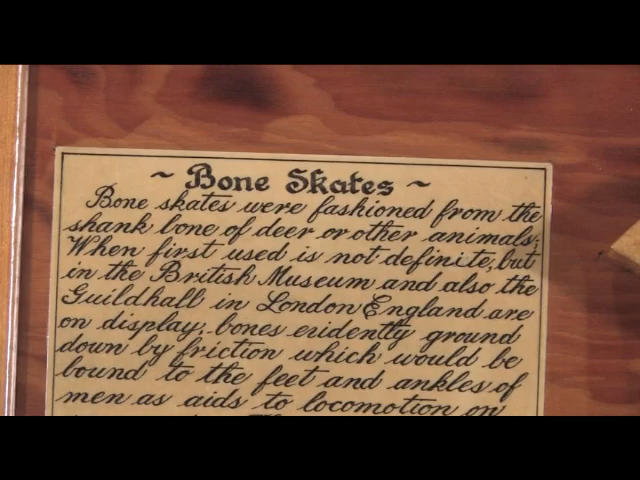 ~ Bone Skates ~
Bone skates were fashioned from the
shank bone of deer or other animals;
When first used is not definite, but
in the British Museum and also the
Guildhall in London England are
on display, bones evidently ground
down by friction which would be
bound to the feet and ankles of
men as aids to locomotion on